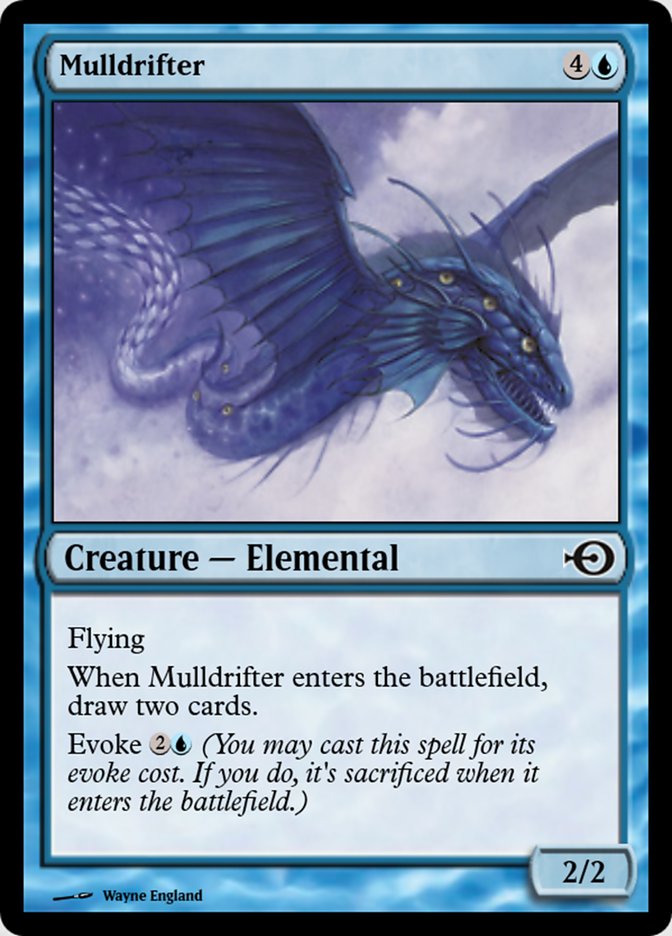 Mulldrifter 4
Creature — Elemental
Flying
When Mulldrifter enters the battlefield,
draw two cards.
Evoke 2 (You may cast this spell for its
evoke cost. If you do, it's sacrificed when it
enters the battlefield.)
2/2
Wayne England